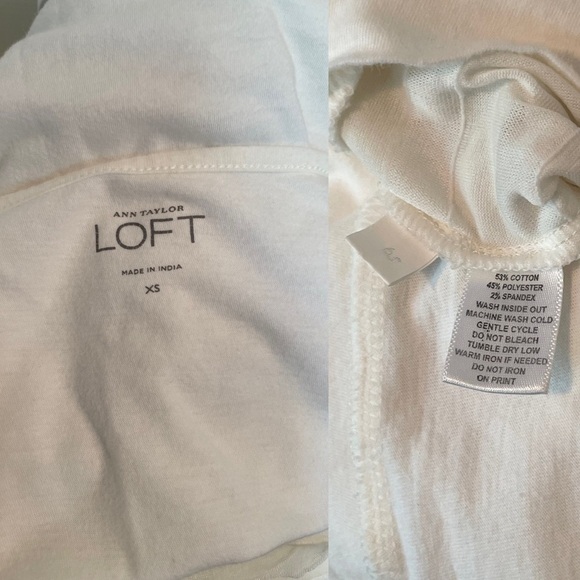 ANN TAYLOR
LOFT
MADE IN INDIA
XS
53% COTTON
45% POLYESTER
2% SPANDEX
WASH INSIDE OUT
MACHINE WASH COLD
GENTLE CYCLE
DO NOT BLEACH
TUMBLE DRY LOW
WARM IRON IF NEEDED
DO NOT IRON
ON PRINT